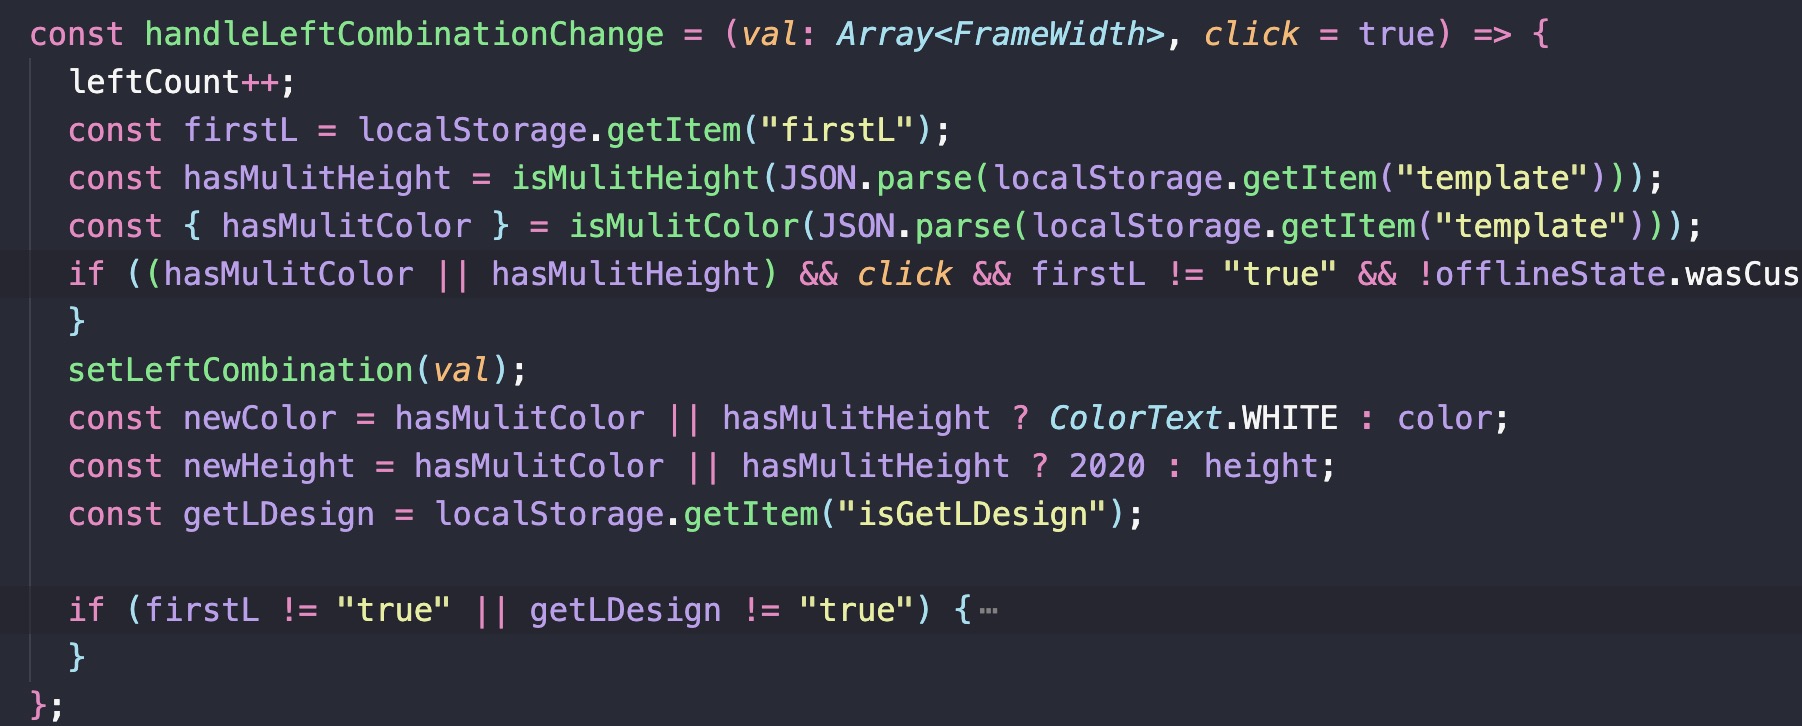 const handleLeftCombinationChange = (val: Array<FrameWidth>, click = true) => {
leftCount++;
const firstL = localStorage.getItem("firstL");
const hasMulitHeight = isMulitHeight(JSON.parse(localStorage.getItem("template")));
const { hasMulitColor } = isMulitColor(JSON.parse(localStorage.getItem("template")));
if ((hasMulitColor || hasMulitHeight) && click && firstL != "true" && !offlineState.wasCus
}
setLeftCombination(val);
const newColor = hasMulitColor || hasMulitHeight ? ColorText.WHITE : color;
const newHeight = hasMulitColor || hasMulitHeight ? 2020 : height;
const getLDesign = localStorage.getItem("isGetLDesign");
if (firstL != "true" || getLDesign != "true") {⋯
}
};